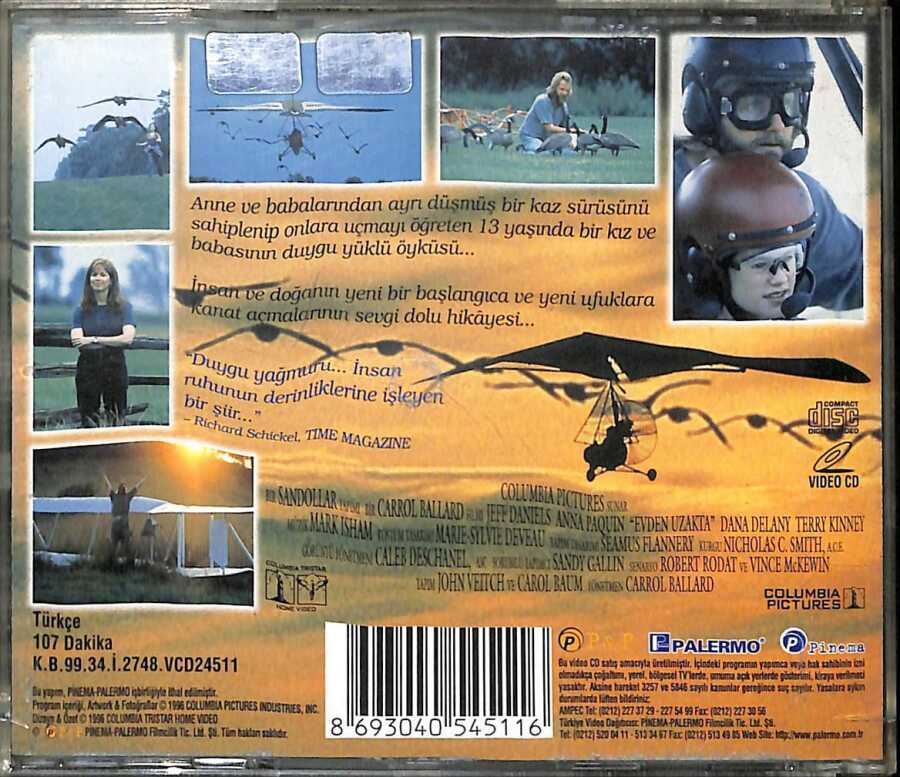 Anne ve babalarından ayrı düşmüş bir kaz sürüsünü
sahiplenip onlara uçmayı öğreten 13 yaşında bir kız ve
babasının duygu yüklü öyküsü...
İnsan ve doğanın yeni bir başlangıca ve yeni ufuklara
kanat açmalarının sevgi dolu hikâyesi...
"Duygu yağmuru... İnsan
ruhunun derinliklerine işleyen
bir şiir..."
– Richard Schickel, TIME MAGAZINE
COMPACT
disc
DIGITAL VIDEO
VIDEO CD
COLUMBIA PICTURES SUNAR
BİR SANDOLLAR YAPIMI BİR CARROL BALLARD FİLMİ JEFF DANIELS ANNA PAQUIN "EVDEN UZAKTA" DANA DELANY TERRY KINNEY
MÜZİK MARK ISHAM KOSTÜM TASARIMI MARIE-SYLVIE DEVEAU YAPIM TASARIMI SEAMUS FLANNERY KURGU NICHOLAS C. SMITH, A.C.E.
GÖRÜNTÜ YÖNETMENİ CALEB DESCHANEL, ASC SORUMLU YAPIMCI SANDY GALLIN SENARYO ROBERT RODAT VE VINCE McKEWIN
YAPIM JOHN VEITCH VE CAROL BAUM YÖNETMEN CARROL BALLARD
COLUMBIA TRISTAR
HOME VIDEO
COLUMBIA
PICTURES
Türkçe
107 Dakika
K.B.99.34.İ.2748.VCD24511
Bu yapım, PİNEMA-PALERMO işbirliğiyle ithal edilmiştir.
Program içeriği, Artwork & Fotoğraflar © 1996 COLUMBIA PICTURES INDUSTRIES, INC.
Dizayn & Özet © 1996 COLUMBIA TRISTAR HOME VIDEO
© P&P PİNEMA-PALERMO Filmcilik Tic. Ltd. Şti. Tüm hakları saklıdır.
8 693040 545116
P P&P PALERMO® Pinema
Bu video CD satış amacıyla üretilmiştir. İçindeki programın yapımcı veya hak sahibinin izni
olmadıkça çoğaltımı, yerel, bölgesel TV'lerde, umuma açık yerlerde gösterimi, kiraya verilmesi
yasaktır. Aksine hareket 3257 ve 5846 sayılı kanunlar gereğince suç sayılır. Yasalara aykırı
durumlarda lütfen bildiriniz.
AMPEC Tel: (0212) 227 37 29 - 227 54 99 Fax: (0212) 227 30 56
Türkiye Video Dağıtıcısı: PİNEMA-PALERMO Filmcilik Tic. Ltd. Şti.
Tel: (0212) 520 04 11 - 513 34 67 Fax: (0212) 513 49 85 Web Site: http://www.palermo.com.tr